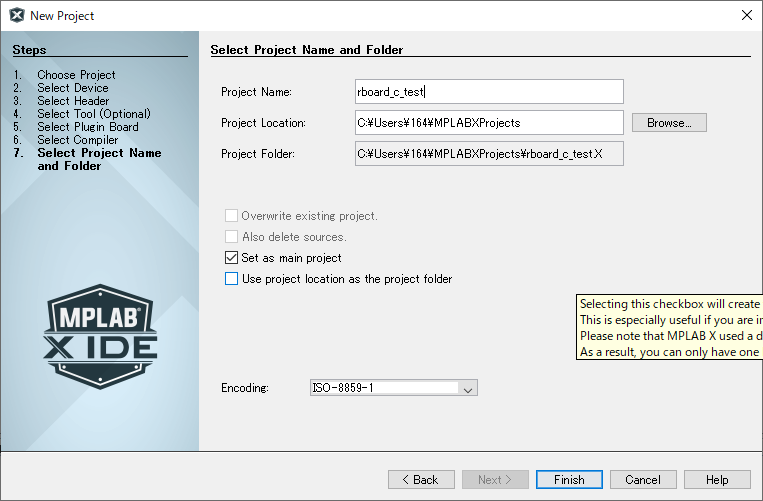 New Project
Steps
1. Choose Project
2. Select Device
3. Select Header
4. Select Tool (Optional)
5. Select Plugin Board
6. Select Compiler
7. Select Project Name
and Folder
MPLAB®
X IDE
Select Project Name and Folder
Project Name: rboard_c_test
Project Location: C:¥Users¥164¥MPLABXProjects Browse...
Project Folder: C:¥Users¥164¥MPLABXProjects¥rboard_c_test.X
Overwrite existing project.
Also delete sources.
Set as main project
Use project location as the project folder
Selecting this checkbox will create
This is especially useful if you are in
Please note that MPLAB X used a d
As a result, you can only have one
Encoding: ISO-8859-1
< Back Next > Finish Cancel Help